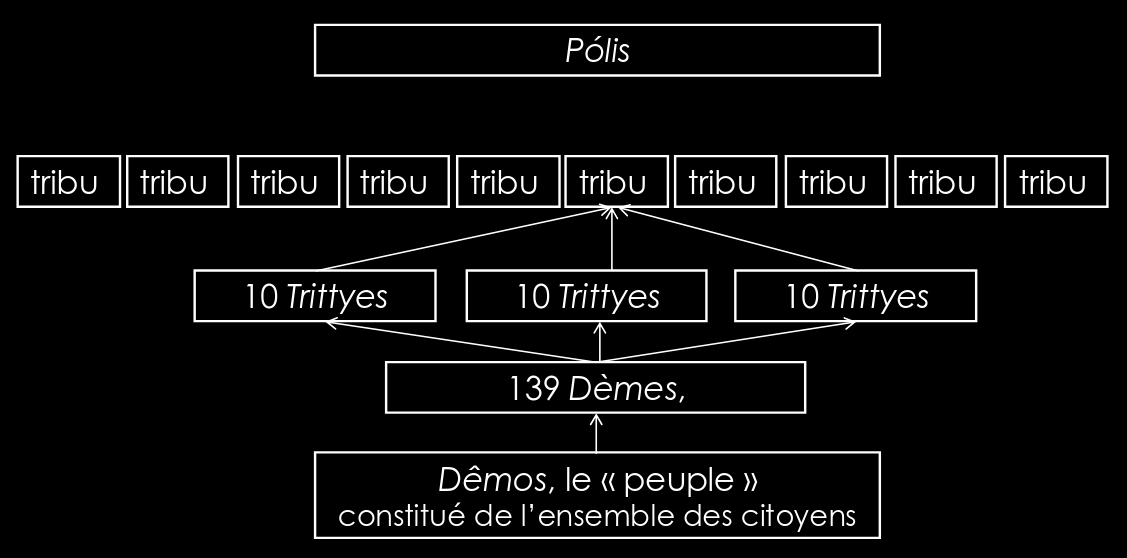 Pólis
tribu tribu tribu tribu tribu tribu tribu tribu tribu tribu
10 Trittyes 10 Trittyes 10 Trittyes
139 Dèmes,
Dêmos, le « peuple »
constitué de l’ensemble des citoyens